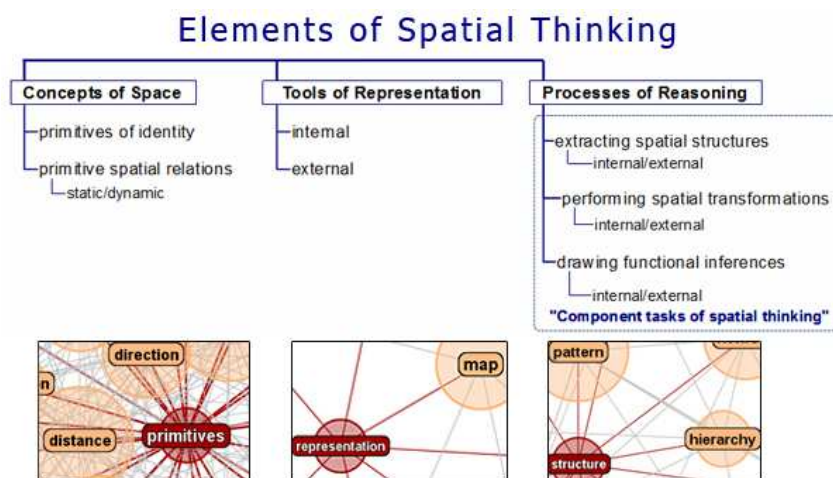 Elements of Spatial Thinking
Concepts of Space
primitives of identity
primitive spatial relations
static/dynamic
Tools of Representation
internal
external
Processes of Reasoning
extracting spatial structures
internal/external
performing spatial transformations
internal/external
drawing functional inferences
internal/external
"Component tasks of spatial thinking"
direction
n
distance
primitives
map
representation
pattern
hierarchy
structure